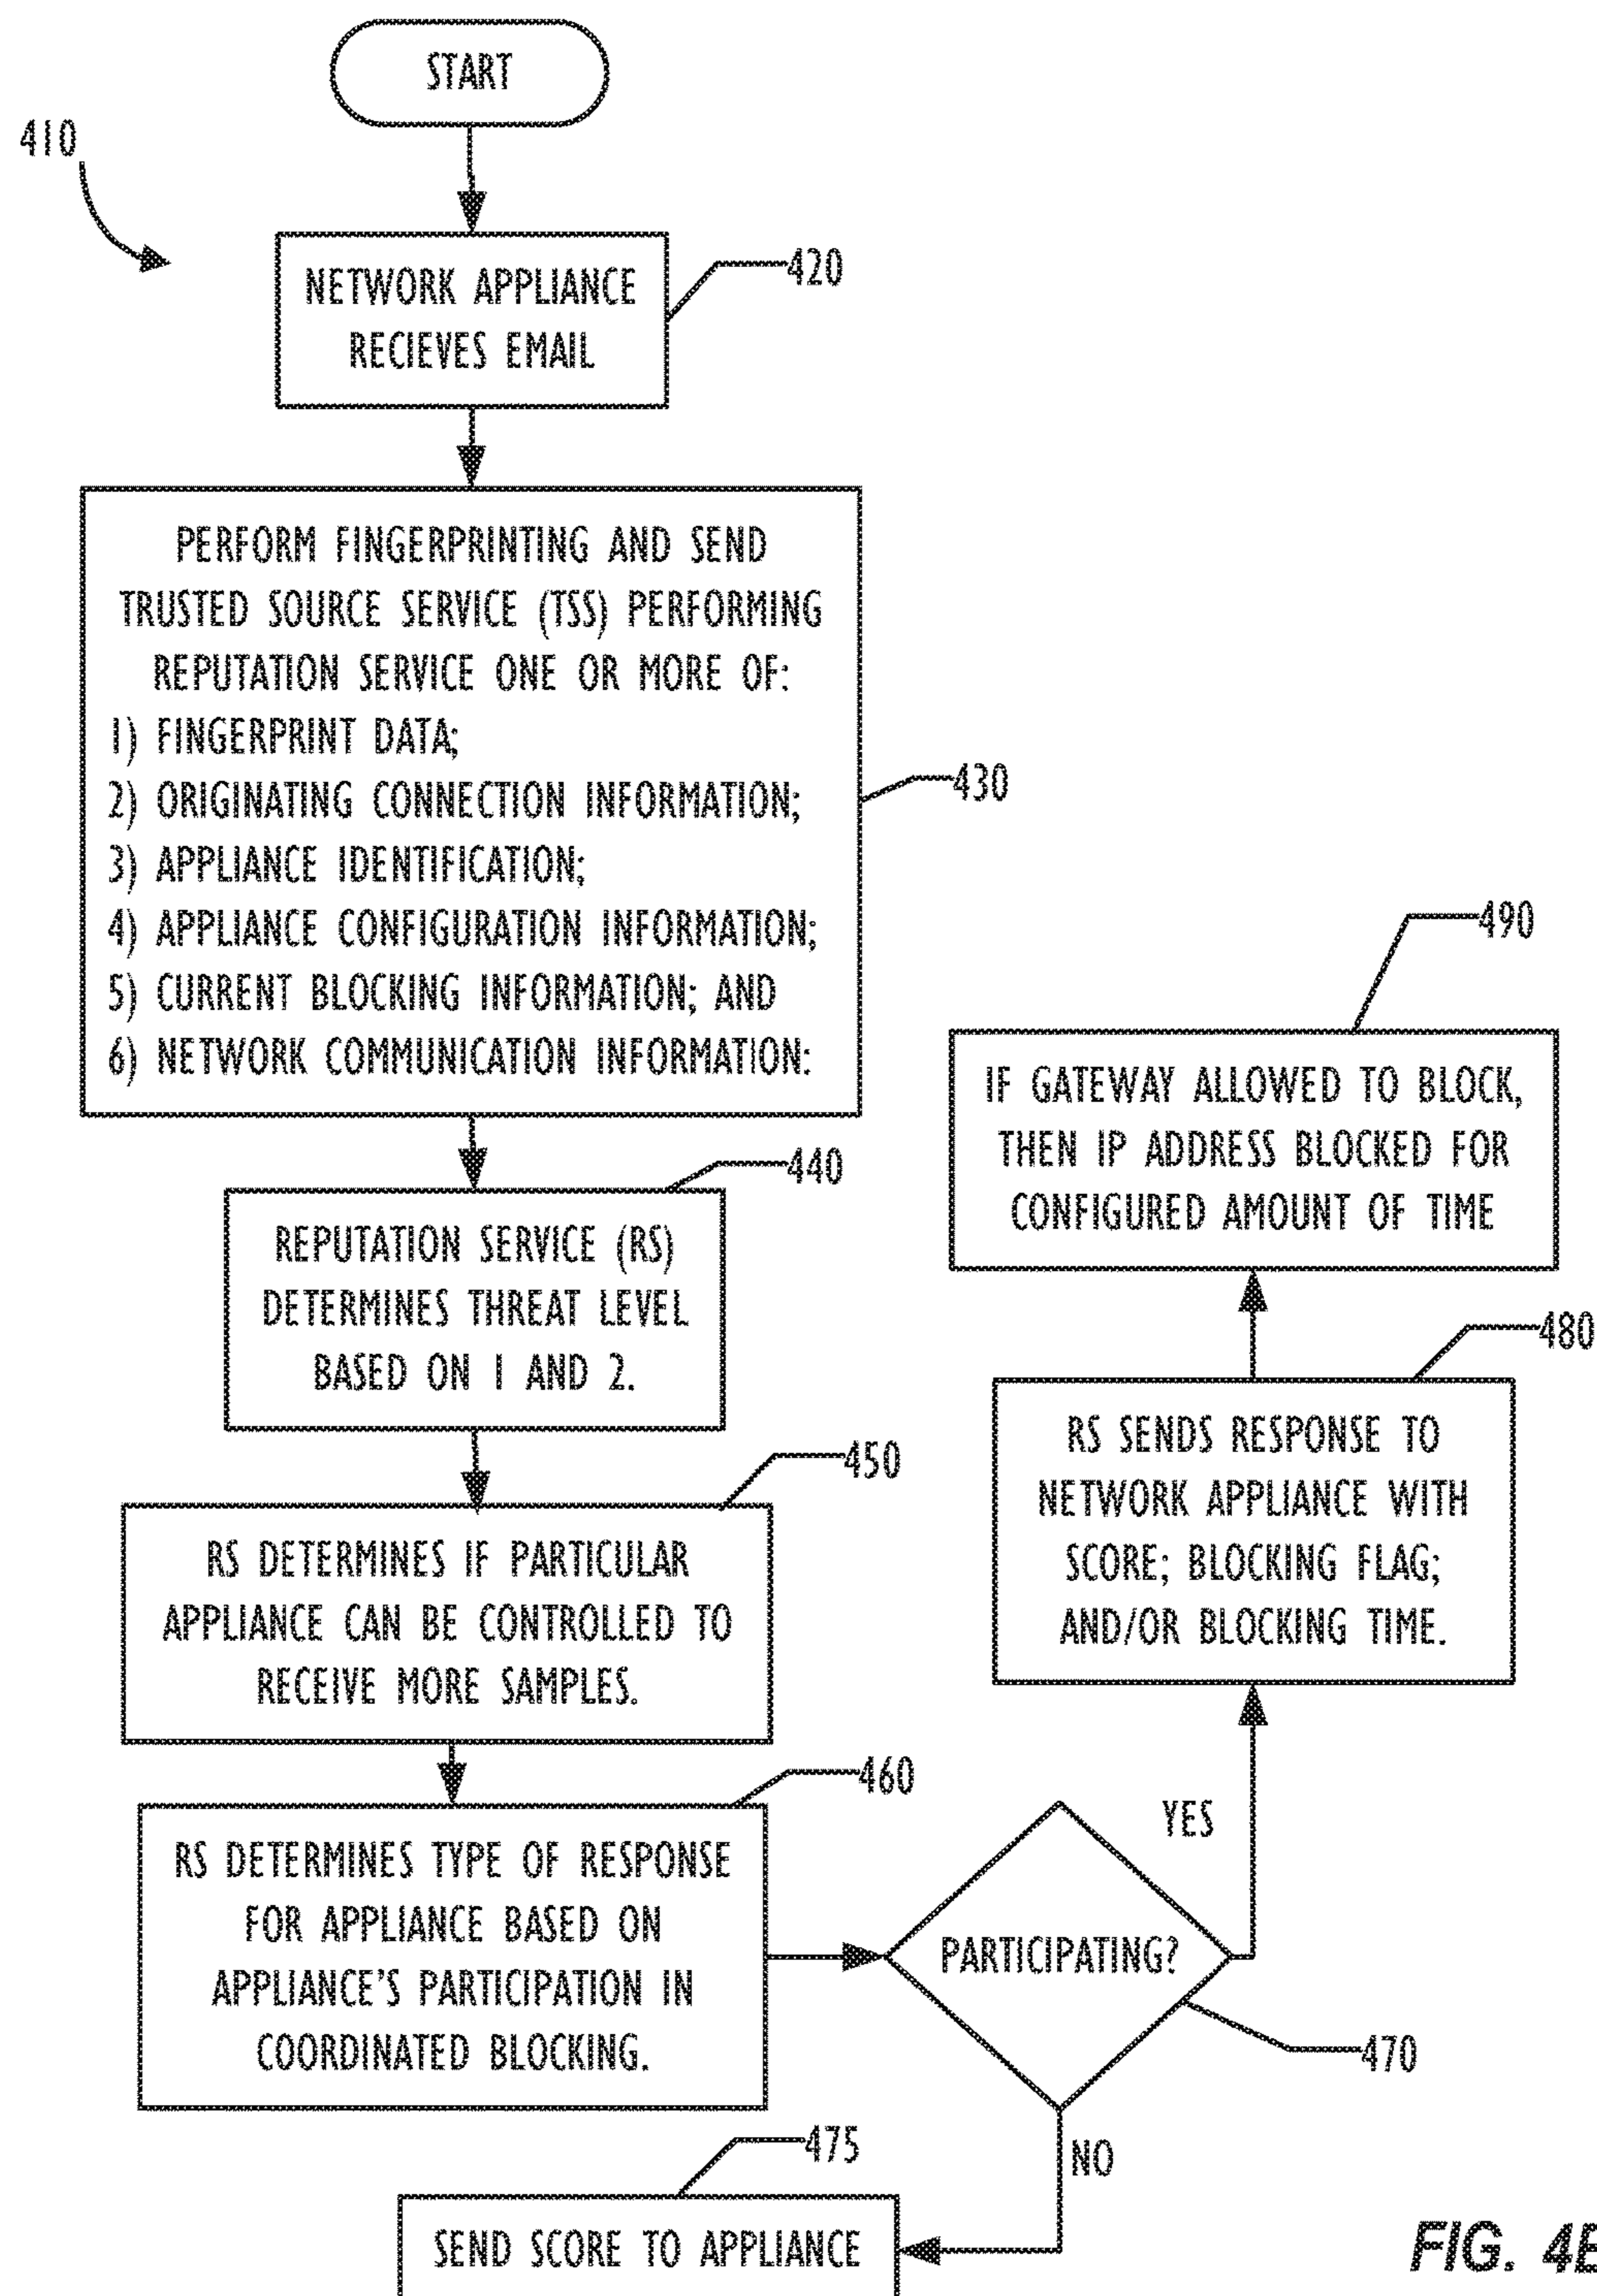 START
410
NETWORK APPLIANCE
RECIEVES EMAIL
420
PERFORM FINGERPRINTING AND SEND
TRUSTED SOURCE SERVICE (TSS) PERFORMING
REPUTATION SERVICE ONE OR MORE OF:
1) FINGERPRINT DATA;
2) ORIGINATING CONNECTION INFORMATION;
3) APPLIANCE IDENTIFICATION;
4) APPLIANCE CONFIGURATION INFORMATION;
5) CURRENT BLOCKING INFORMATION; AND
6) NETWORK COMMUNICATION INFORMATION:
430
REPUTATION SERVICE (RS)
DETERMINES THREAT LEVEL
BASED ON 1 AND 2.
440
RS DETERMINES IF PARTICULAR
APPLIANCE CAN BE CONTROLLED TO
RECEIVE MORE SAMPLES.
450
RS DETERMINES TYPE OF RESPONSE
FOR APPLIANCE BASED ON
APPLIANCE'S PARTICIPATION IN
COORDINATED BLOCKING.
460
PARTICIPATING?
470
YES
NO
SEND SCORE TO APPLIANCE
475
RS SENDS RESPONSE TO
NETWORK APPLIANCE WITH
SCORE; BLOCKING FLAG;
AND/OR BLOCKING TIME.
480
IF GATEWAY ALLOWED TO BLOCK,
THEN IP ADDRESS BLOCKED FOR
CONFIGURED AMOUNT OF TIME
490
FIG. 4B